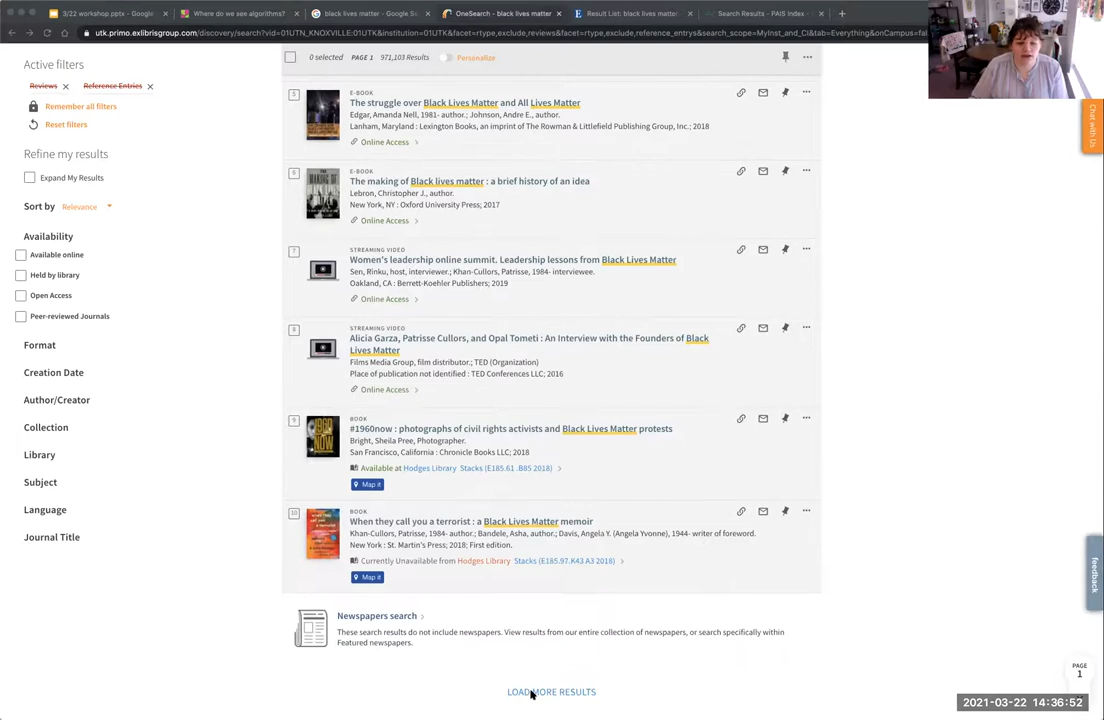 3/22 workshop.pptx - Google
Where do we see algorithms?
black lives matter - Google Se
OneSearch - black lives matter
Result List: black lives matter
Search Results - PAIS Index -
utk.primo.exlibrisgroup.com/discovery/search?vid=01UTN_KNOXVILLE:01UTK&institution=01UTK&facet=rtype,exclude,reviews&facet=rtype,exclude,reference_entrys&search_scope=MyInst_and_CI&tab=Everything&onCampus=fal
Active filters
Reviews
Reference Entries
Remember all filters
Reset filters
Refine my results
Expand My Results
Sort by Relevance
Availability
Available online
Held by library
Open Access
Peer-reviewed Journals
Format
Creation Date
Author/Creator
Collection
Library
Subject
Language
Journal Title
0 selected PAGE 1 971,103 Results Personalize
5
E-BOOK
The struggle over Black Lives Matter and All Lives Matter
Edgar, Amanda Nell, 1981- author.; Johnson, Andre E., author.
Lanham, Maryland : Lexington Books, an imprint of The Rowman & Littlefield Publishing Group, Inc.; 2018
Online Access
6
E-BOOK
The making of Black lives matter : a brief history of an idea
Lebron, Christopher J., author.
New York, NY : Oxford University Press; 2017
Online Access
7
STREAMING VIDEO
Women's leadership online summit. Leadership lessons from Black Lives Matter
Sen, Rinku, host, interviewer.; Khan-Cullors, Patrisse, 1984- interviewee.
Oakland, CA : Berrett-Koehler Publishers; 2019
Online Access
STREAMING VIDEO
Alicia Garza, Patrisse Cullors, and Opal Tometi : An Interview with the Founders of Black
Lives Matter
Films Media Group, film distributor.; TED (Organization)
Place of publication not identified : TED Conferences LLC; 2016
Online Access
9
BOOK
#1960now : photographs of civil rights activists and Black Lives Matter protests
Bright, Sheila Pree, Photographer.
San Francisco, California : Chronicle Books LLC; 2018
Available at Hodges Library Stacks (E185.61 .B85 2018)
Map it
10
BOOK
When they call you a terrorist : a Black Lives Matter memoir
Khan-Cullors, Patrisse, 1984- author.; Bandele, Asha, author.; Davis, Angela Y. (Angela Yvonne), 1944- writer of foreword.
New York : St. Martin's Press; 2018; First edition.
Currently Unavailable from Hodges Library Stacks (E185.97.K43 A3 2018)
Map it
Newspapers search
These search results do not include newspapers. View results from our entire collection of newspapers, or search specifically within
Featured newspapers.
LOAD MORE RESULTS
Chat with Us
feedback
PAGE
1
2021-03-22 14:36:52